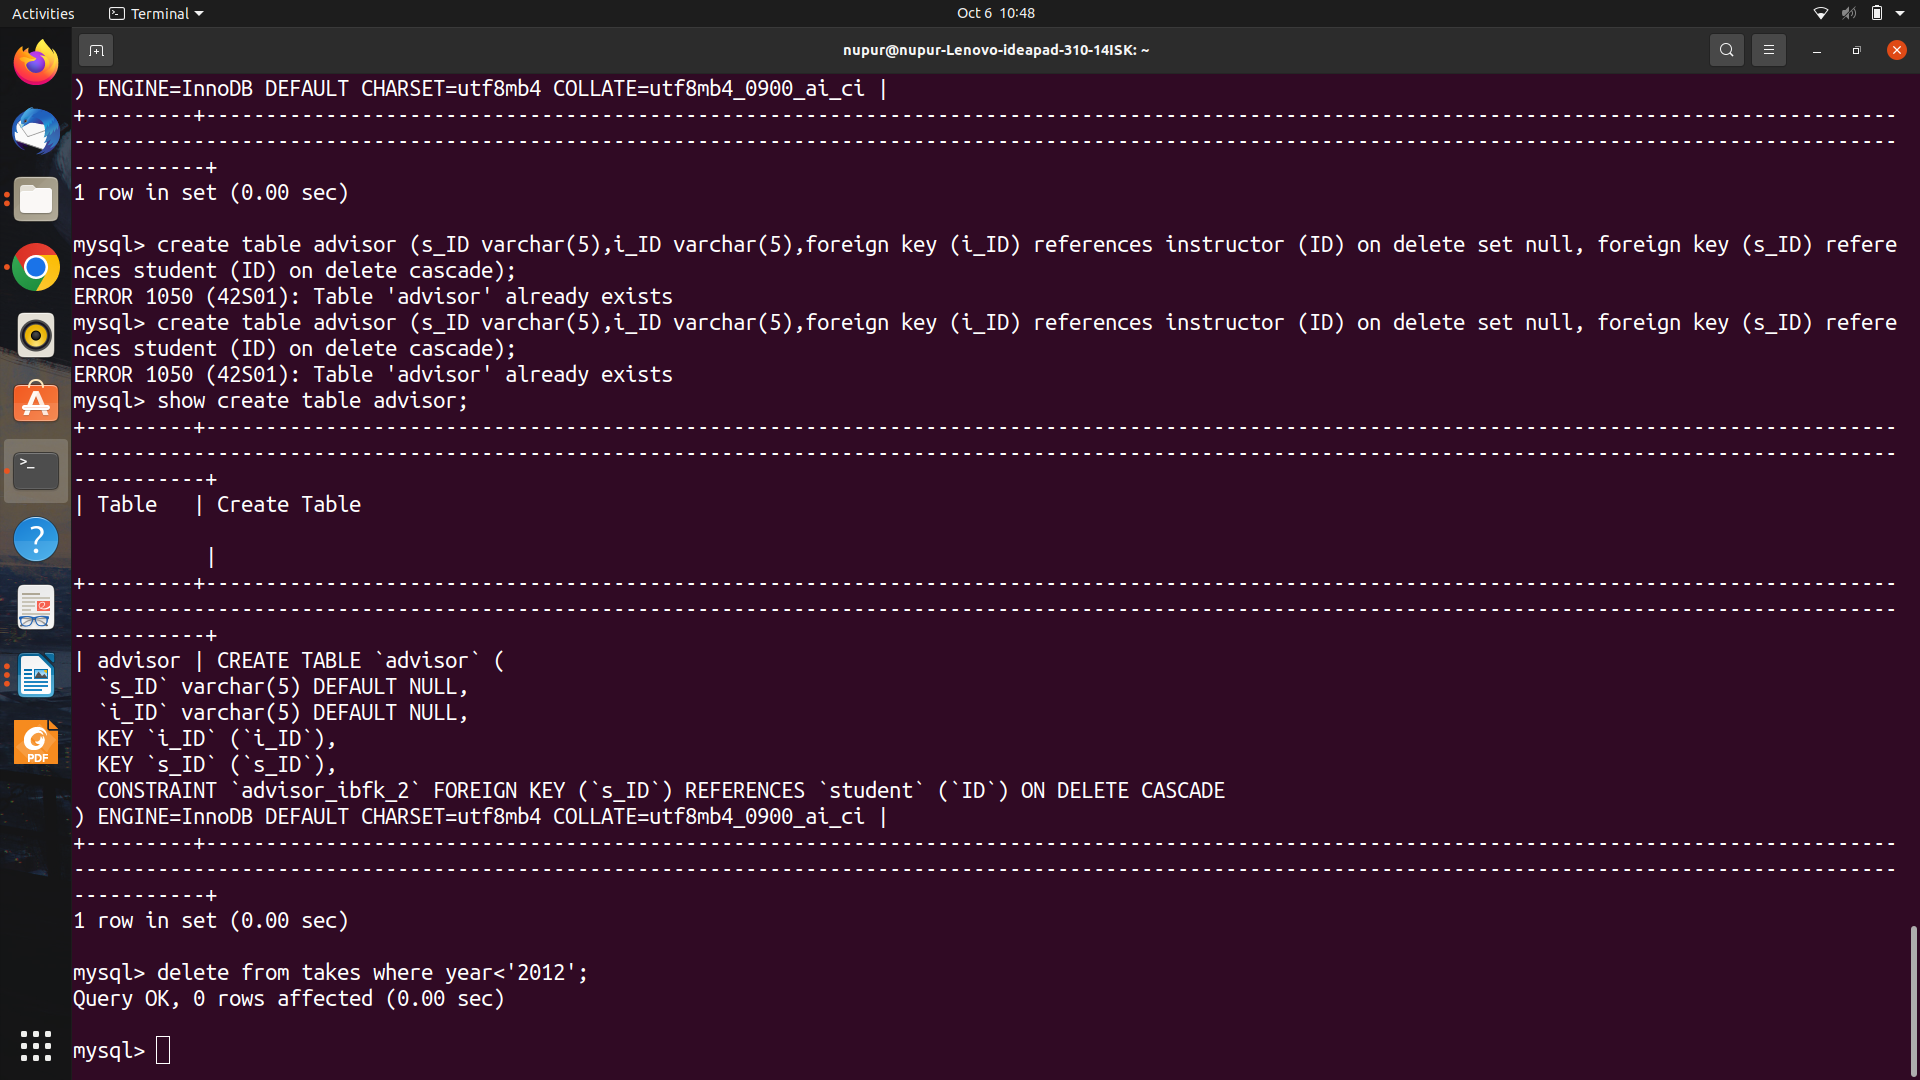 Activities Terminal Oct 6 10:48
nupur@nupur-Lenovo-ideapad-310-14ISK: ~
) ENGINE=InnoDB DEFAULT CHARSET=utf8mb4 COLLATE=utf8mb4_0900_ai_ci |
+---------+---------------------------------------------------------------------------------------------------------------------------------------------
--------------------------------------------------------------------------------------------------------------------------------------------------------
-----------+
1 row in set (0.00 sec)
mysql> create table advisor (s_ID varchar(5),i_ID varchar(5),foreign key (i_ID) references instructor (ID) on delete set null, foreign key (s_ID) refere
nces student (ID) on delete cascade);
ERROR 1050 (42S01): Table 'advisor' already exists
mysql> create table advisor (s_ID varchar(5),i_ID varchar(5),foreign key (i_ID) references instructor (ID) on delete set null, foreign key (s_ID) refere
nces student (ID) on delete cascade);
ERROR 1050 (42S01): Table 'advisor' already exists
mysql> show create table advisor;
+---------+---------------------------------------------------------------------------------------------------------------------------------------------
--------------------------------------------------------------------------------------------------------------------------------------------------------
-----------+
| Table   | Create Table
|
+---------+---------------------------------------------------------------------------------------------------------------------------------------------
--------------------------------------------------------------------------------------------------------------------------------------------------------
-----------+
| advisor | CREATE TABLE `advisor` (
  `s_ID` varchar(5) DEFAULT NULL,
  `i_ID` varchar(5) DEFAULT NULL,
  KEY `i_ID` (`i_ID`),
  KEY `s_ID` (`s_ID`),
  CONSTRAINT `advisor_ibfk_2` FOREIGN KEY (`s_ID`) REFERENCES `student` (`ID`) ON DELETE CASCADE
) ENGINE=InnoDB DEFAULT CHARSET=utf8mb4 COLLATE=utf8mb4_0900_ai_ci |
+---------+---------------------------------------------------------------------------------------------------------------------------------------------
--------------------------------------------------------------------------------------------------------------------------------------------------------
-----------+
1 row in set (0.00 sec)
mysql> delete from takes where year<'2012';
Query OK, 0 rows affected (0.00 sec)
mysql>
PDF